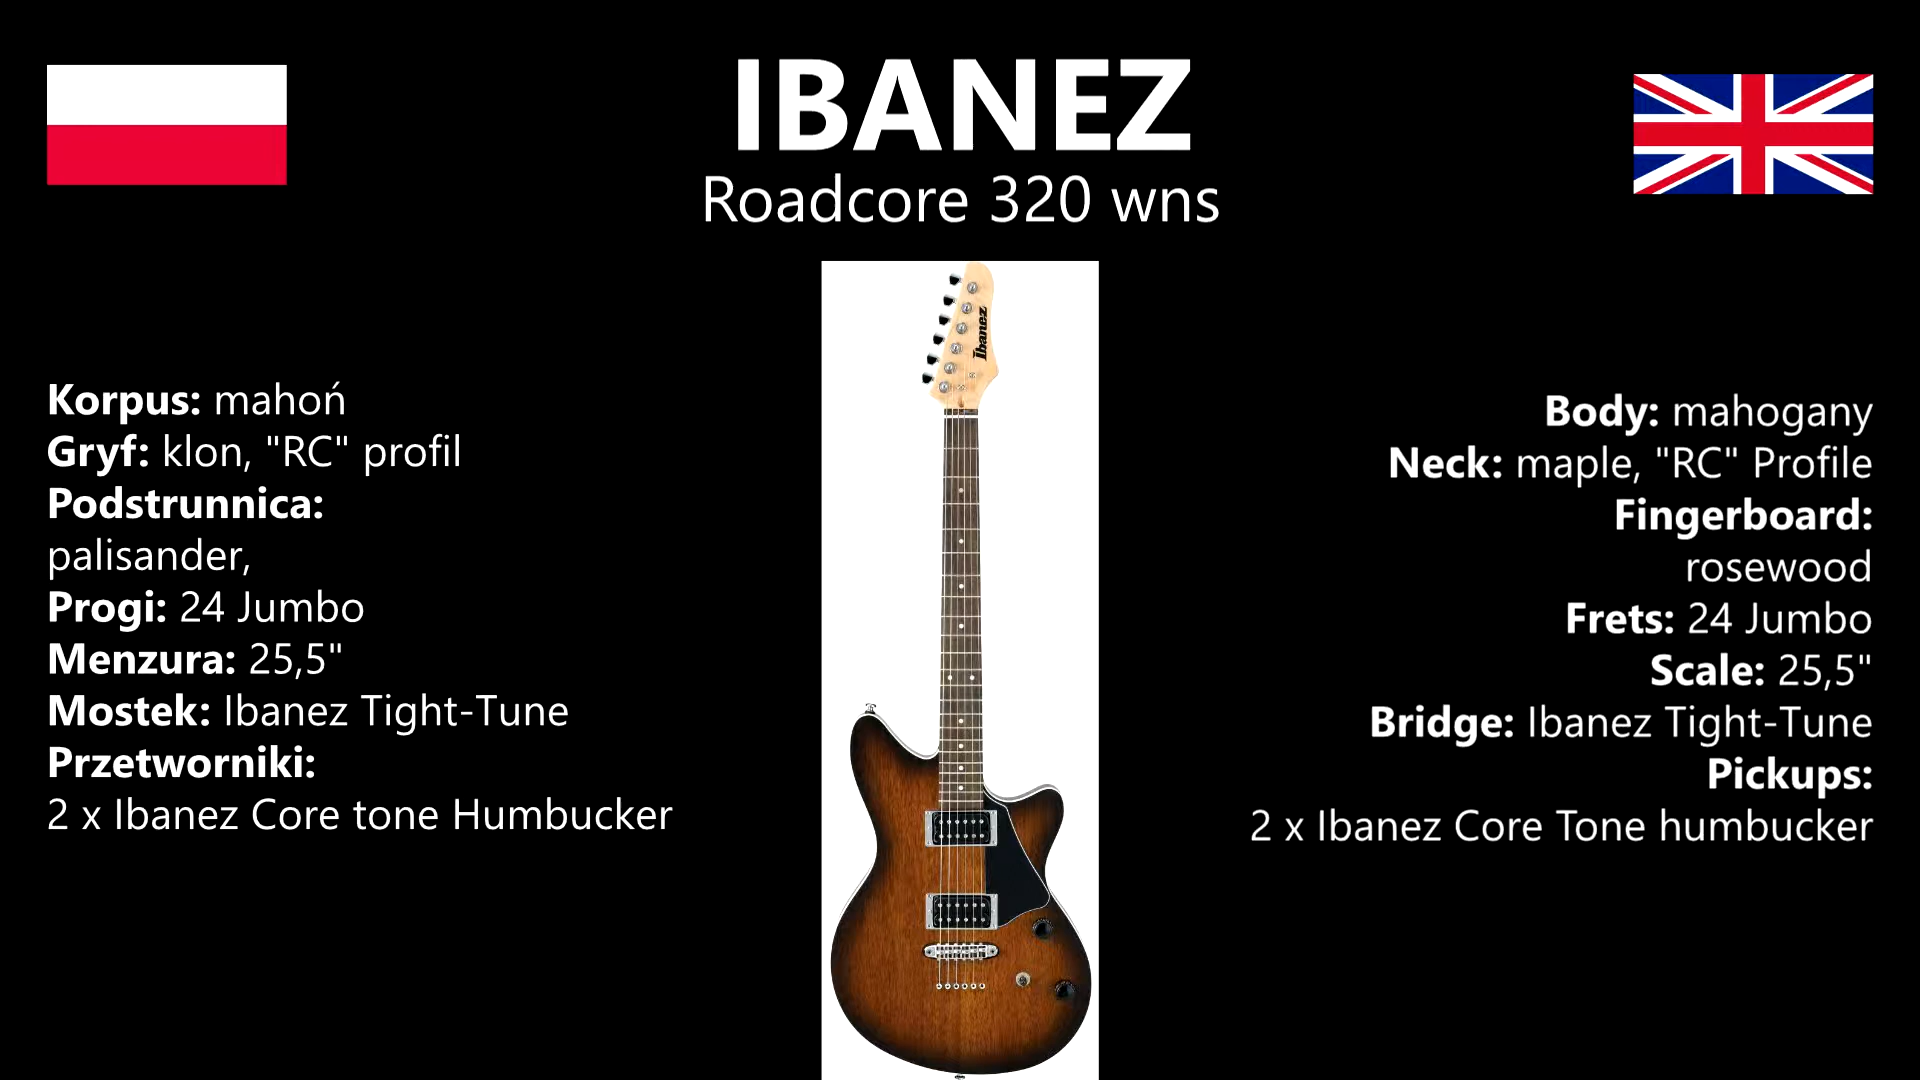 IBANEZ
Roadcore 320 wns
Ibanez
Korpus: mahoń
Gryf: klon, "RC" profil
Podstrunnica:
palisander,
Progi: 24 Jumbo
Menzura: 25,5"
Mostek: Ibanez Tight-Tune
Przetworniki:
2 x Ibanez Core tone Humbucker
Body: mahogany
Neck: maple, "RC" Profile
Fingerboard:
rosewood
Frets: 24 Jumbo
Scale: 25,5"
Bridge: Ibanez Tight-Tune
Pickups:
2 x Ibanez Core Tone humbucker